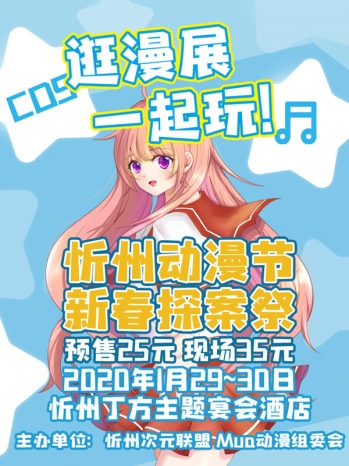 逛漫展
COS
一起玩!
忻州动漫节
新春探案祭
预售25元 现场35元
2020年1月29~30日
忻州丁方主题宴会酒店
主办单位: 忻州次元联盟·Mua动漫组委会